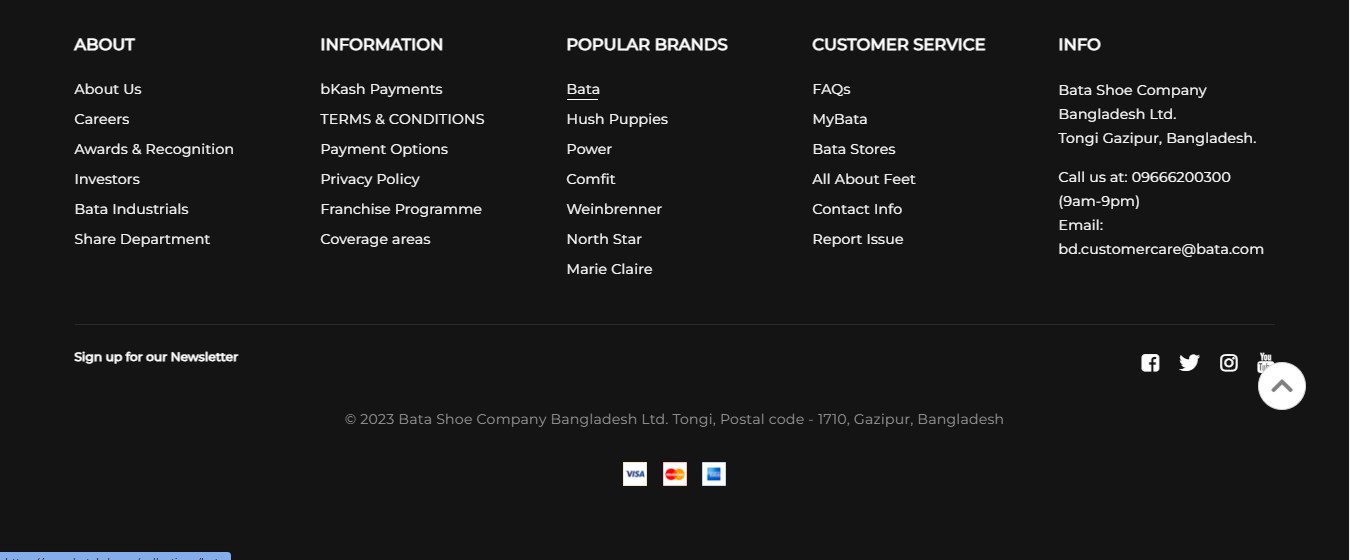 ABOUT
About Us
Careers
Awards & Recognition
Investors
Bata Industrials
Share Department
INFORMATION
bKash Payments
TERMS & CONDITIONS
Payment Options
Privacy Policy
Franchise Programme
Coverage areas
POPULAR BRANDS
Bata
Hush Puppies
Power
Comfit
Weinbrenner
North Star
Marie Claire
CUSTOMER SERVICE
FAQs
MyBata
Bata Stores
All About Feet
Contact Info
Report Issue
INFO
Bata Shoe Company
Bangladesh Ltd.
Tongi Gazipur, Bangladesh.
Call us at: 09666200300
(9am-9pm)
Email:
bd.customercare@bata.com
Sign up for our Newsletter
You
© 2023 Bata Shoe Company Bangladesh Ltd. Tongi, Postal code - 1710, Gazipur, Bangladesh
VISA